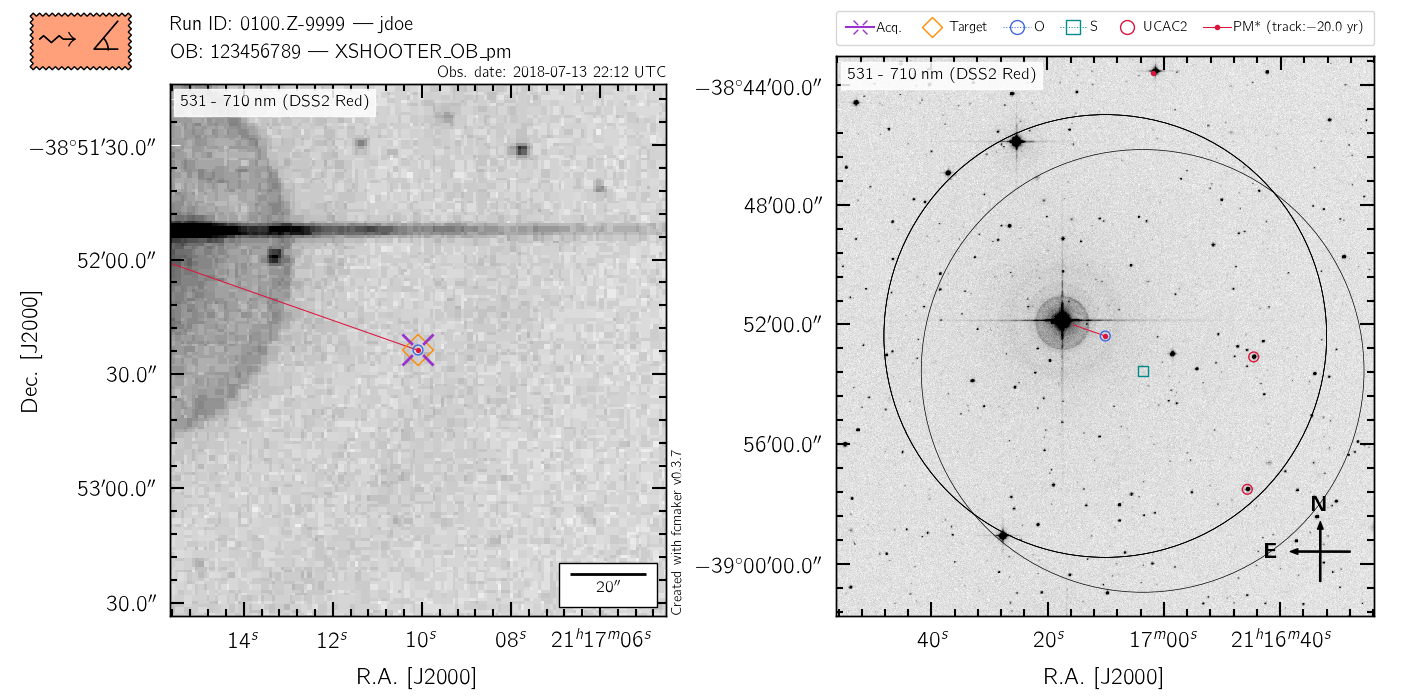 Run ID: 0100.Z-9999 — jdoe
OB: 123456789 — XSHOOTER_OB_pm
Obs. date: 2018-07-13 22:12 UTC
531 - 710 nm (DSS2 Red)
Dec. [J2000]
−38°51′30.0″
52′00.0″
30.0″
53′00.0″
30.0″
20″
14ˢ 12ˢ 10ˢ 08ˢ 21ʰ17ᵐ06ˢ
R.A. [J2000]
Created with fcmaker v0.3.7
Acq. Target O S UCAC2 PM* (track:−20.0 yr)
531 - 710 nm (DSS2 Red)
−38°44′00.0″
48′00.0″
52′00.0″
56′00.0″
−39°00′00.0″
N
E
40ˢ 20ˢ 17ᵐ00ˢ 21ʰ16ᵐ40ˢ
R.A. [J2000]